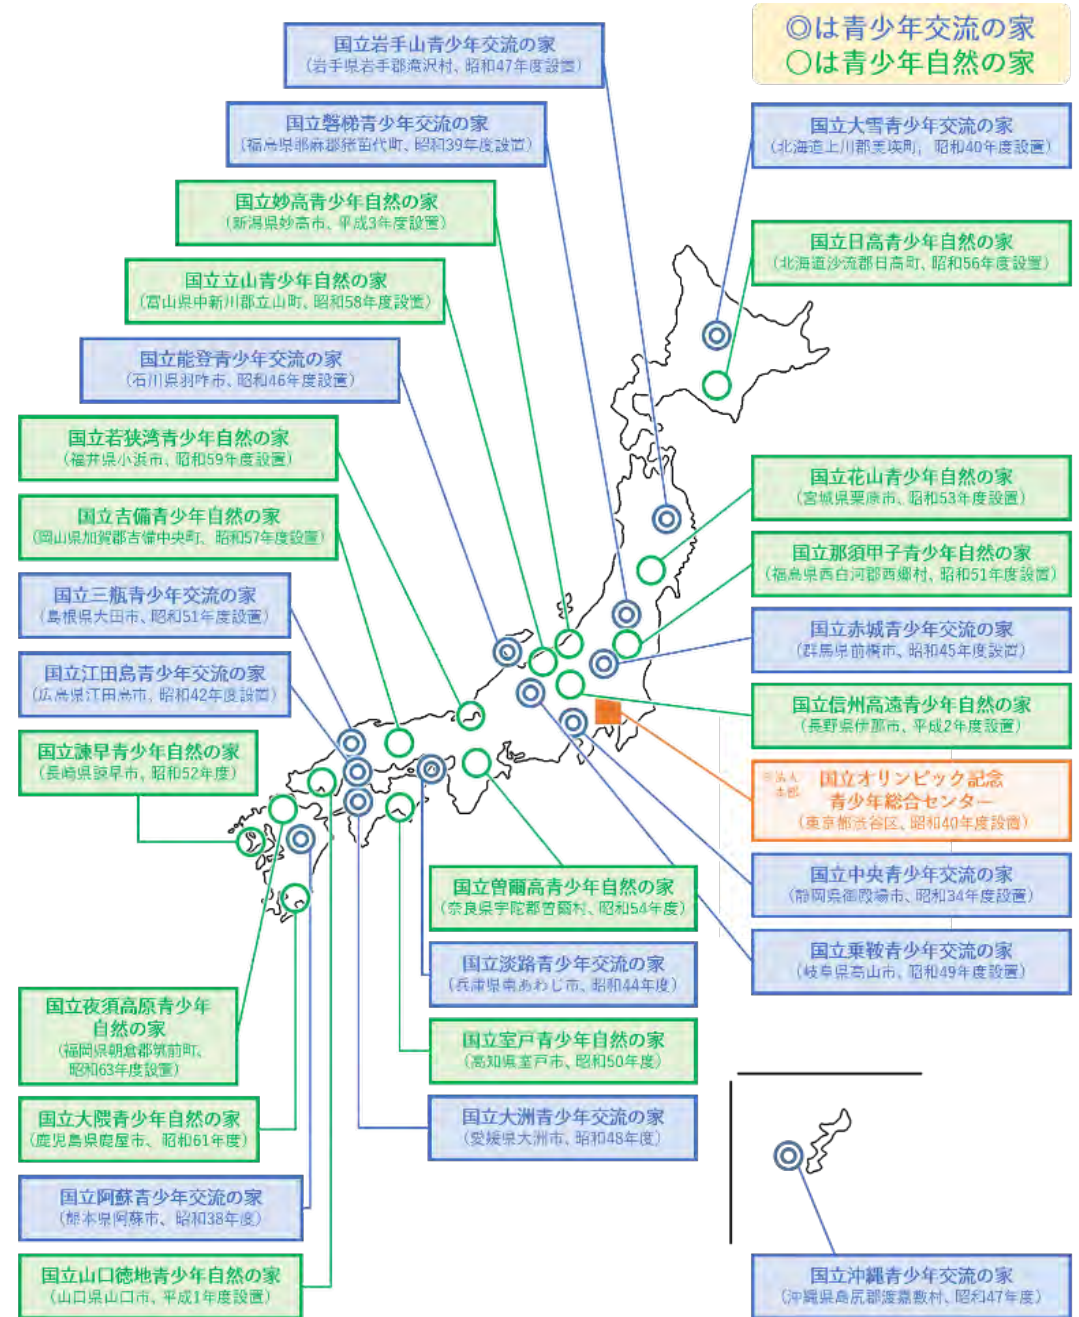 ◎は青少年交流の家
○は青少年自然の家
国立岩手山青少年交流の家
(岩手県岩手郡滝沢村、昭和47年度設置)
国立磐梯青少年交流の家
(福島県耶麻郡猪苗代町、昭和39年度設置)
国立妙高青少年自然の家
(新潟県妙高市、平成3年度設置)
国立立山青少年自然の家
(富山県中新川郡立山町、昭和58年度設置)
国立能登青少年交流の家
(石川県羽咋市、昭和46年度設置)
国立若狭湾青少年自然の家
(福井県小浜市、昭和59年度設置)
国立吉備青少年自然の家
(岡山県加賀郡吉備中央町、昭和57年度設置)
国立三瓶青少年交流の家
(島根県大田市、昭和51年度設置)
国立江田島青少年交流の家
(広島県江田島市、昭和42年度設置)
国立諫早青少年自然の家
(長崎県諫早市、昭和52年度)
国立夜須高原青少年
自然の家
(福岡県朝倉郡筑前町、
昭和63年度設置)
国立大隈青少年自然の家
(鹿児島県鹿屋市、昭和61年度)
国立阿蘇青少年交流の家
(熊本県阿蘇市、昭和38年度)
国立山口徳地青少年自然の家
(山口県山口市、平成1年度設置)
国立大雪青少年交流の家
(北海道上川郡美瑛町、昭和40年度設置)
国立日高青少年自然の家
(北海道沙流郡日高町、昭和56年度設置)
国立花山青少年自然の家
(宮城県栗原市、昭和53年度設置)
国立那須甲子青少年自然の家
(福島県西白河郡西郷村、昭和51年度設置)
国立赤城青少年交流の家
(群馬県前橋市、昭和45年度設置)
国立信州高遠青少年自然の家
(長野県伊那市、平成2年度設置)
※法人
本部
国立オリンピック記念
青少年総合センター
(東京都渋谷区、昭和40年度設置)
国立中央青少年交流の家
(静岡県御殿場市、昭和34年度設置)
国立乗鞍青少年交流の家
(岐阜県高山市、昭和49年度設置)
国立曽爾高青少年自然の家
(奈良県宇陀郡曽爾村、昭和54年度)
国立淡路青少年交流の家
(兵庫県南あわじ市、昭和44年度)
国立室戸青少年自然の家
(高知県室戸市、昭和50年度)
国立大洲青少年交流の家
(愛媛県大洲市、昭和48年度)
国立沖縄青少年交流の家
(沖縄県島尻郡渡嘉敷村、昭和47年度)